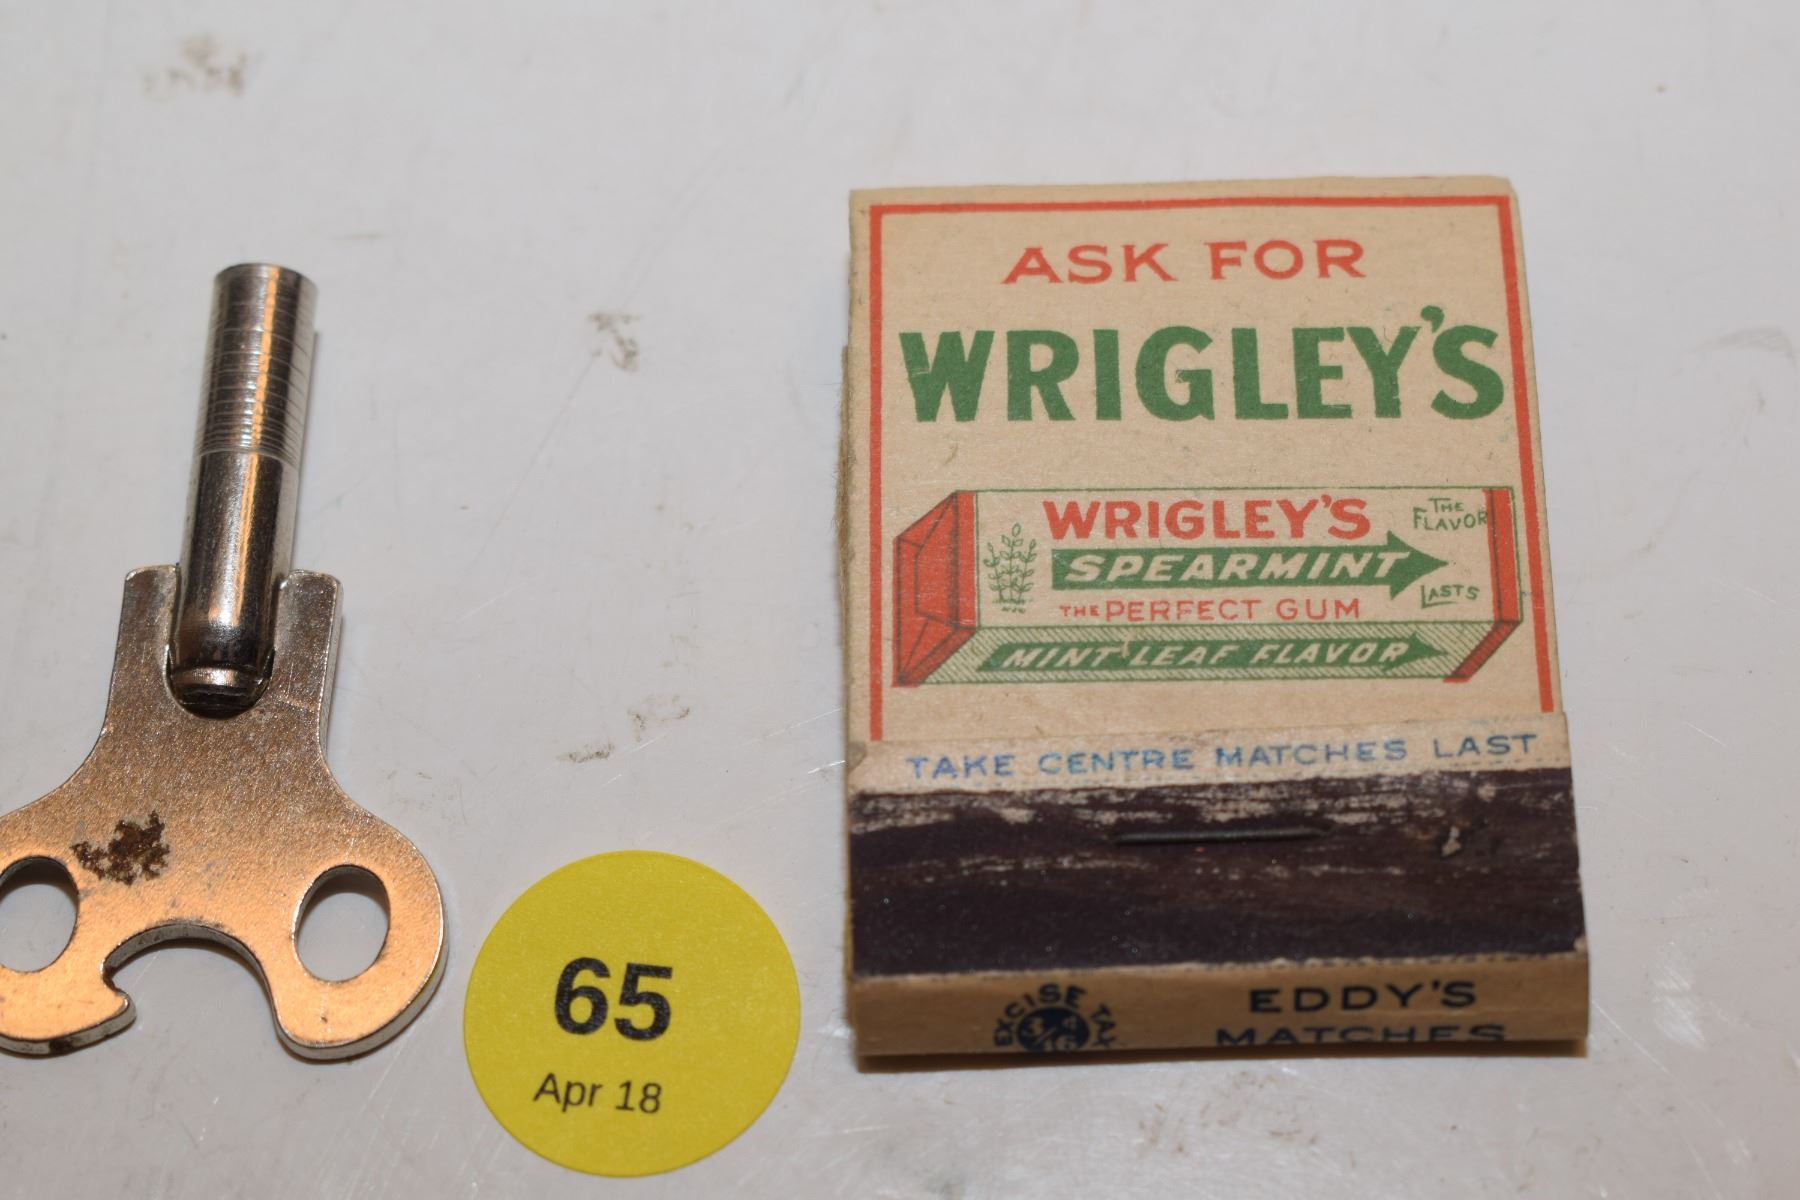 ASK FOR
WRIGLEY'S
WRIGLEY'S
SPEARMINT
THE PERFECT GUM
THE
FLAVOR
LASTS
MINT LEAF FLAVOR
TAKE CENTRE MATCHES LAST
EXCISE TAX
EDDY'S
MATCHES
65
Apr 18